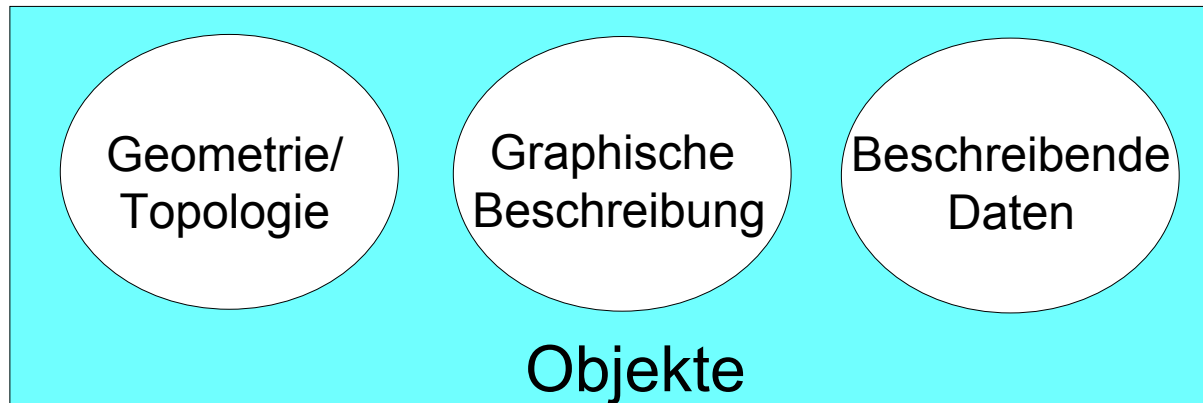 Geometrie/
Topologie
Graphische
Beschreibung
Beschreibende
Daten
Objekte